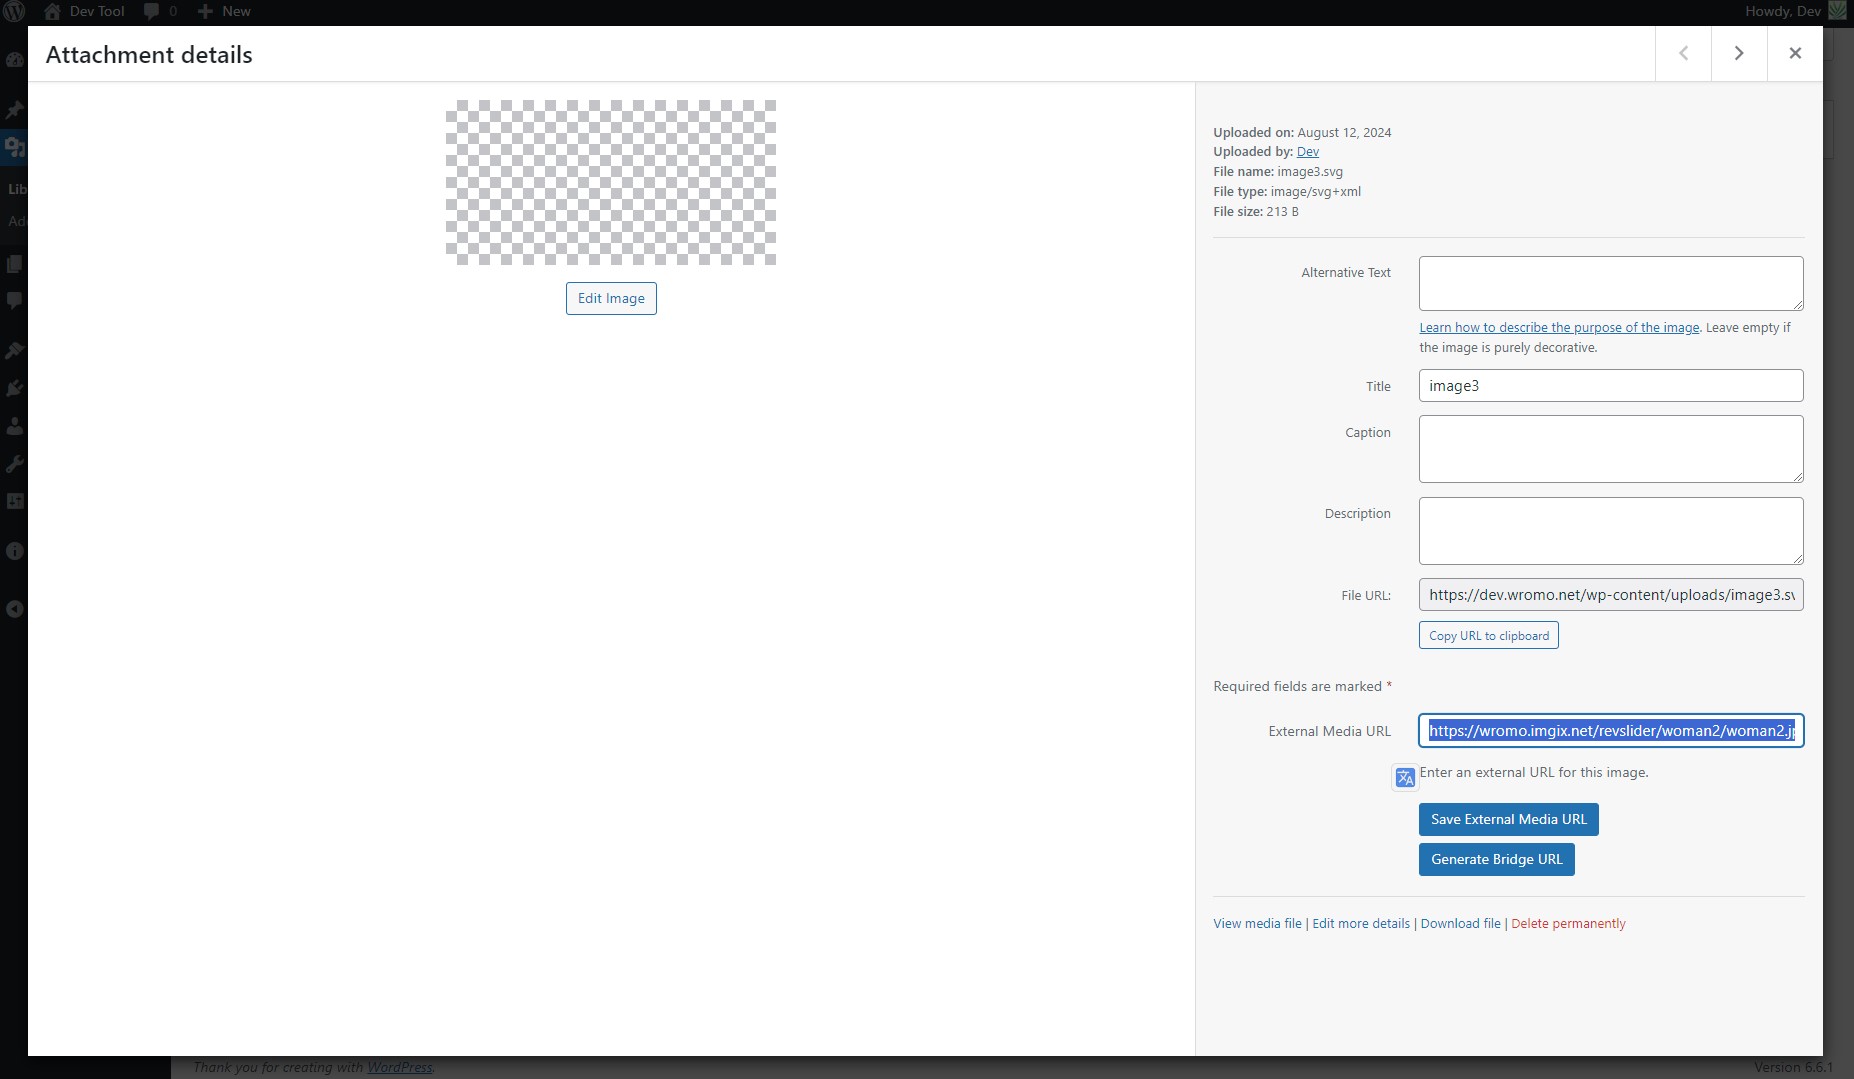 Dev Tool 0 New Howdy, Dev
Attachment details
Uploaded on: August 12, 2024
Uploaded by: Dev
File name: image3.svg
File type: image/svg+xml
File size: 213 B
Lib
Edit Image
Alternative Text
Learn how to describe the purpose of the image. Leave empty if
the image is purely decorative.
Title image3
Caption
Description
File URL: https://dev.wromo.net/wp-content/uploads/image3.sv
Copy URL to clipboard
Required fields are marked *
External Media URL https://wromo.imgix.net/revslider/woman2/woman2.jp
Enter an external URL for this image.
Save External Media URL
Generate Bridge URL
View media file | Edit more details | Download file | Delete permanently
Thank you for creating with WordPress. Version 6.6.1